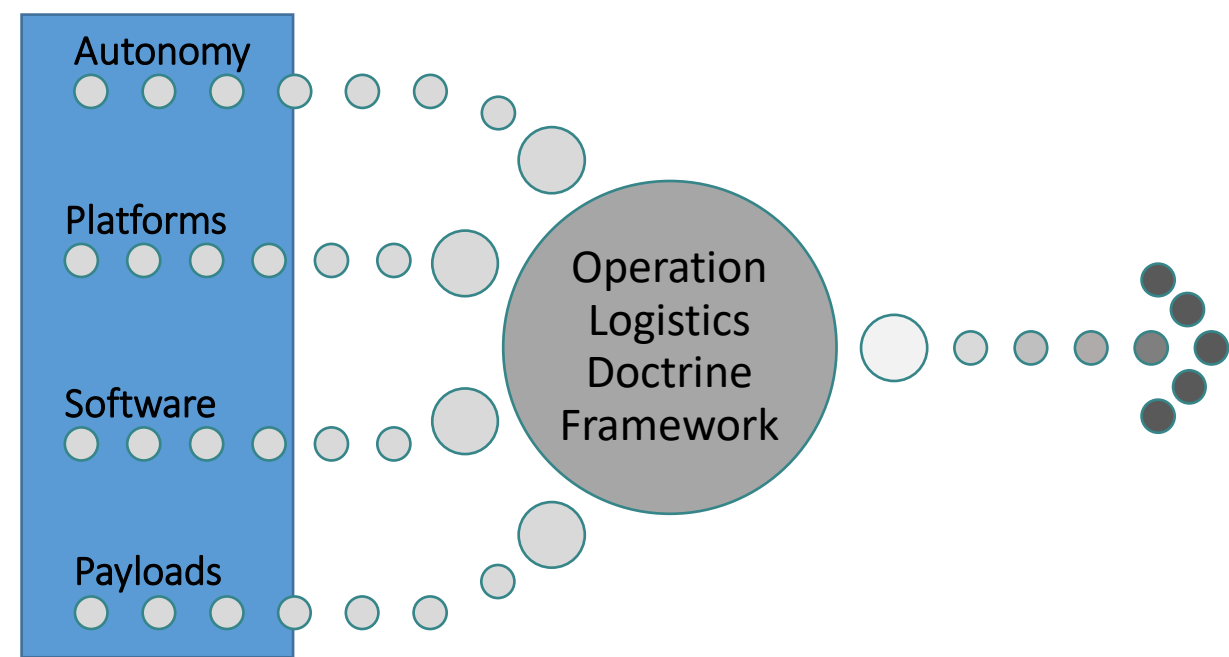 Autonomy
Platforms
Software
Payloads
Operation
Logistics
Doctrine
Framework